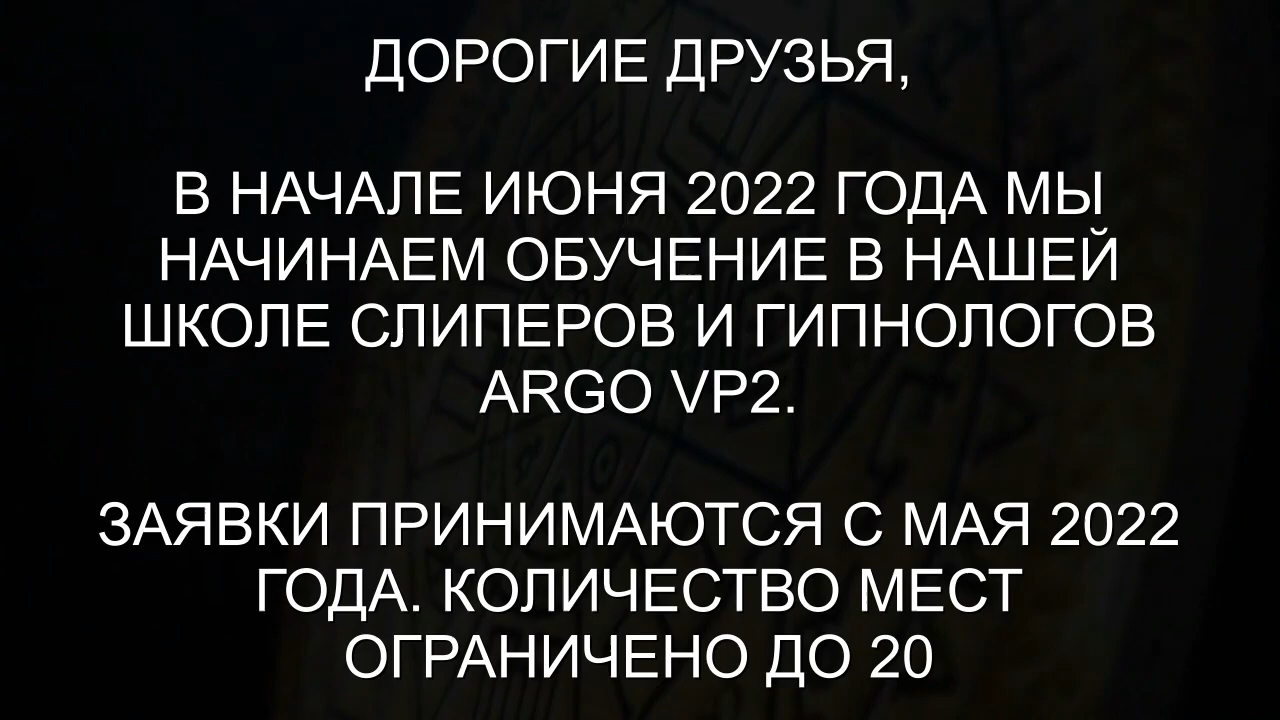 ДОРОГИЕ ДРУЗЬЯ,
В НАЧАЛЕ ИЮНЯ 2022 ГОДА МЫ
НАЧИНАЕМ ОБУЧЕНИЕ В НАШЕЙ
ШКОЛЕ СЛИПЕРОВ И ГИПНОЛОГОВ
ARGO VP2.
ЗАЯВКИ ПРИНИМАЮТСЯ С МАЯ 2022
ГОДА. КОЛИЧЕСТВО МЕСТ
ОГРАНИЧЕНО ДО 20